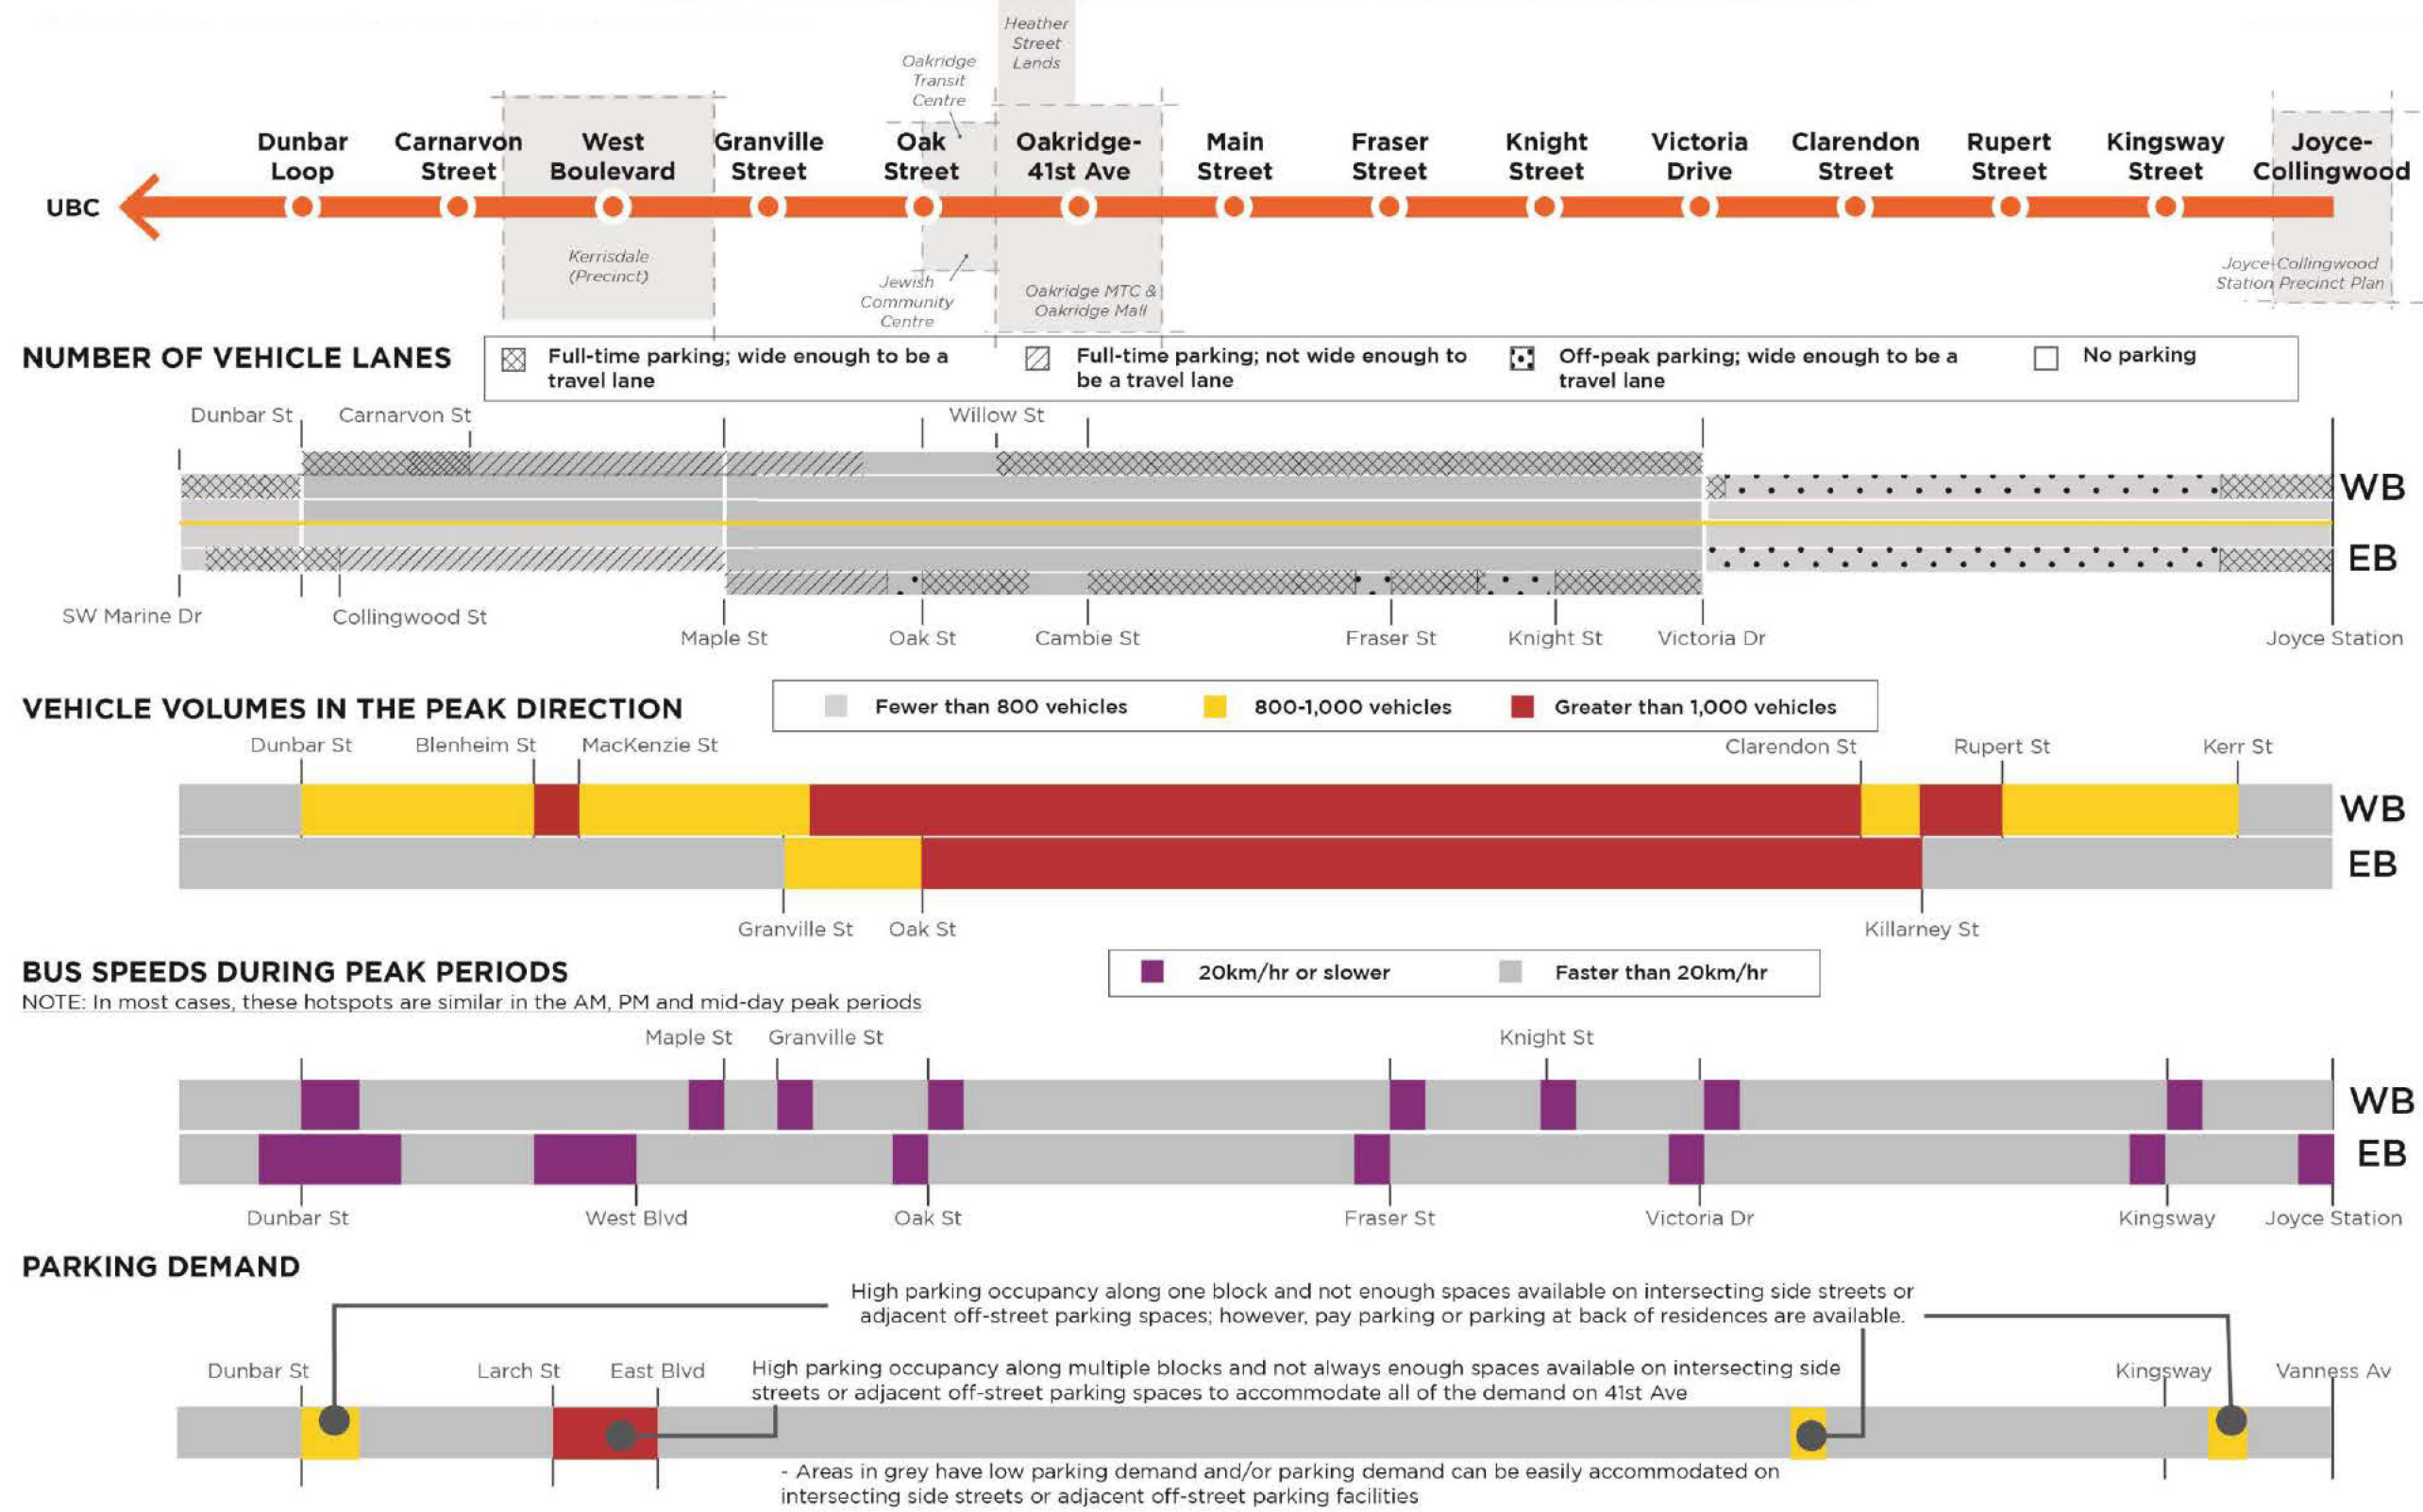 Heather
Street
Lands
Oakridge
Transit
Centre
Dunbar
Loop
Carnarvon
Street
West
Boulevard
Granville
Street
Oak
Street
Oakridge-
41st Ave
Main
Street
Fraser
Street
Knight
Street
Victoria
Drive
Clarendon
Street
Rupert
Street
Kingsway
Street
Joyce-
Collingwood
UBC
Kerrisdale
(Precinct)
Jewish
Community
Centre
Oakridge MTC &
Oakridge Mall
Joyce-Collingwood
Station Precinct Plan
NUMBER OF VEHICLE LANES
Full-time parking; wide enough to be a
travel lane
Full-time parking; not wide enough to
be a travel lane
Off-peak parking; wide enough to be a
travel lane
No parking
Dunbar St
Carnarvon St
Willow St
WB
EB
SW Marine Dr
Collingwood St
Maple St
Oak St
Cambie St
Fraser St
Knight St
Victoria Dr
Joyce Station
VEHICLE VOLUMES IN THE PEAK DIRECTION
Fewer than 800 vehicles
800-1,000 vehicles
Greater than 1,000 vehicles
Dunbar St
Blenheim St
MacKenzie St
Clarendon St
Rupert St
Kerr St
WB
EB
Granville St
Oak St
Killarney St
BUS SPEEDS DURING PEAK PERIODS
20km/hr or slower
Faster than 20km/hr
NOTE: In most cases, these hotspots are similar in the AM, PM and mid-day peak periods
Maple St
Granville St
Knight St
WB
EB
Dunbar St
West Blvd
Oak St
Fraser St
Victoria Dr
Kingsway
Joyce Station
PARKING DEMAND
High parking occupancy along one block and not enough spaces available on intersecting side streets or
adjacent off-street parking spaces; however, pay parking or parking at back of residences are available.
Dunbar St
Larch St
East Blvd
High parking occupancy along multiple blocks and not always enough spaces available on intersecting side
streets or adjacent off-street parking spaces to accommodate all of the demand on 41st Ave
Kingsway
Vanness Av
- Areas in grey have low parking demand and/or parking demand can be easily accommodated on
intersecting side streets or adjacent off-street parking facilities